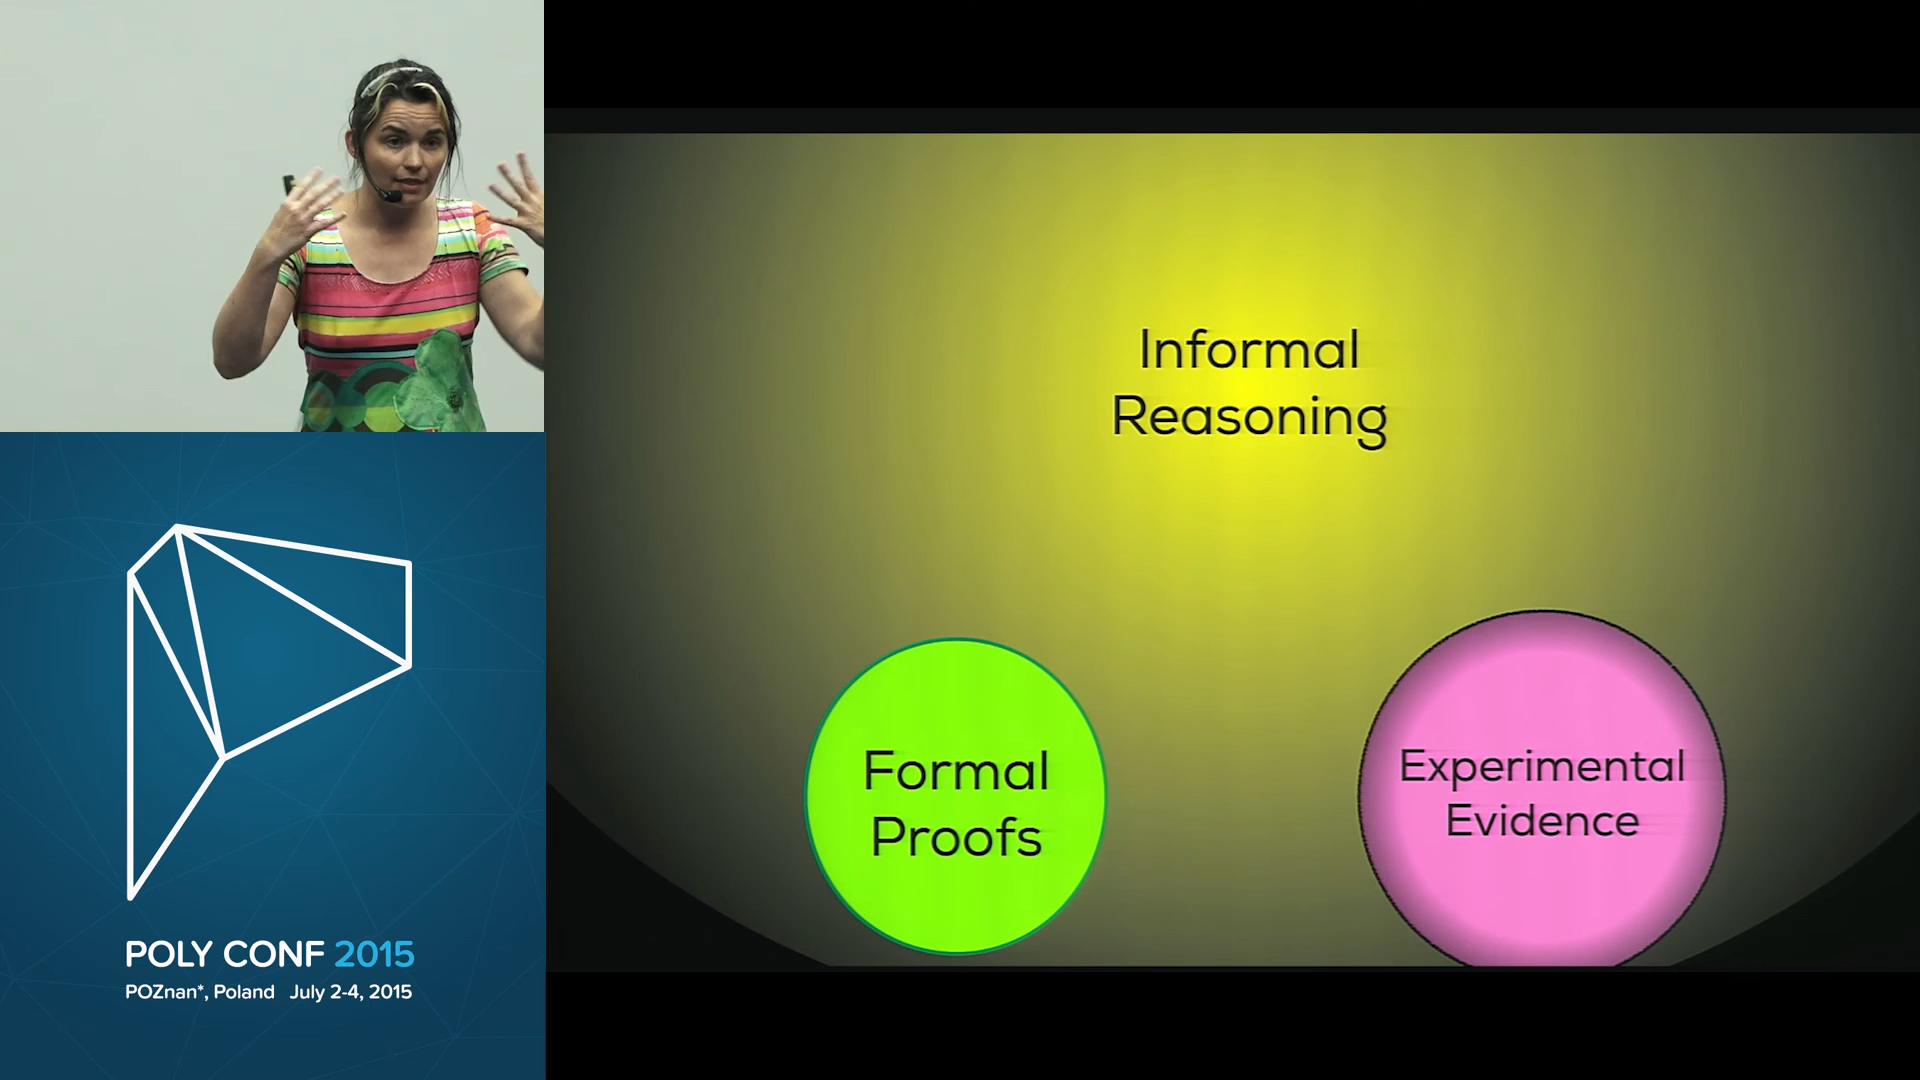 Informal
Reasoning
Formal
Proofs
Experimental
Evidence
POLY CONF 2015
POZnan*, Poland July 2-4, 2015